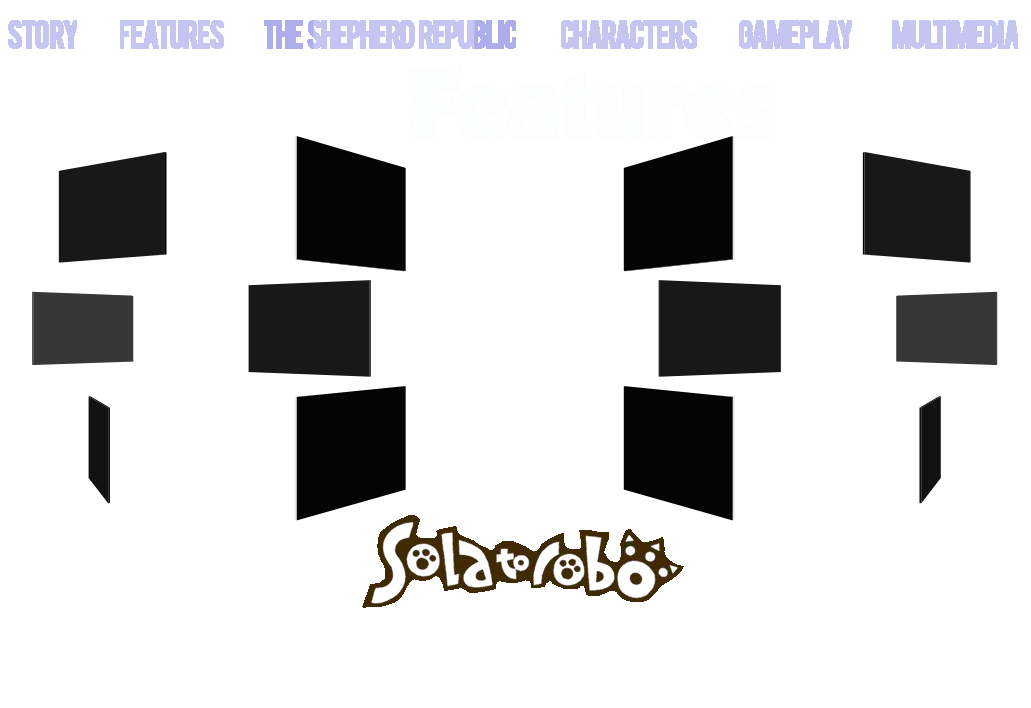 STORY FEATURES THE SHEPHERD REPUBLIC CHARACTERS GAMEPLAY MULTIMEDIA
Features
Solatorobo